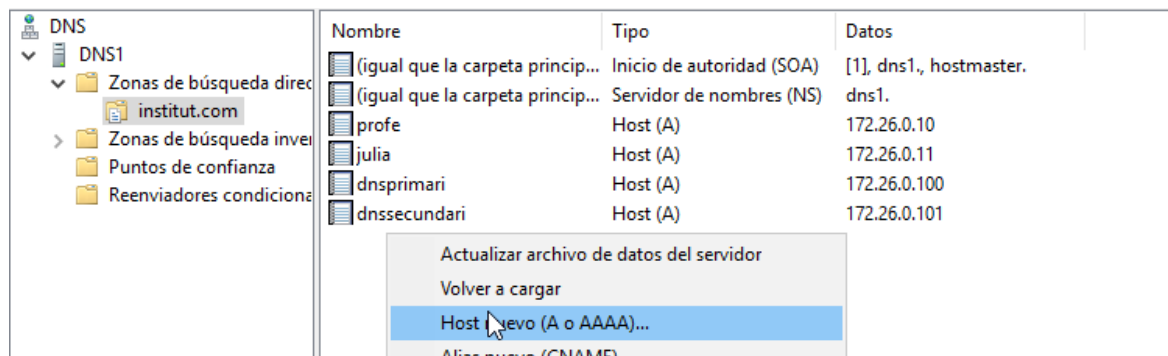 DNS
DNS1
Zonas de búsqueda direc
institut.com
Zonas de búsqueda inver
Puntos de confianza
Reenviadores condiciona
Nombre Tipo Datos
(igual que la carpeta princip... Inicio de autoridad (SOA) [1], dns1., hostmaster.
(igual que la carpeta princip... Servidor de nombres (NS) dns1.
profe Host (A) 172.26.0.10
julia Host (A) 172.26.0.11
dnsprimari Host (A) 172.26.0.100
dnssecundari Host (A) 172.26.0.101
Actualizar archivo de datos del servidor
Volver a cargar
Host nuevo (A o AAAA)...
Alias nuevo (CNAME)